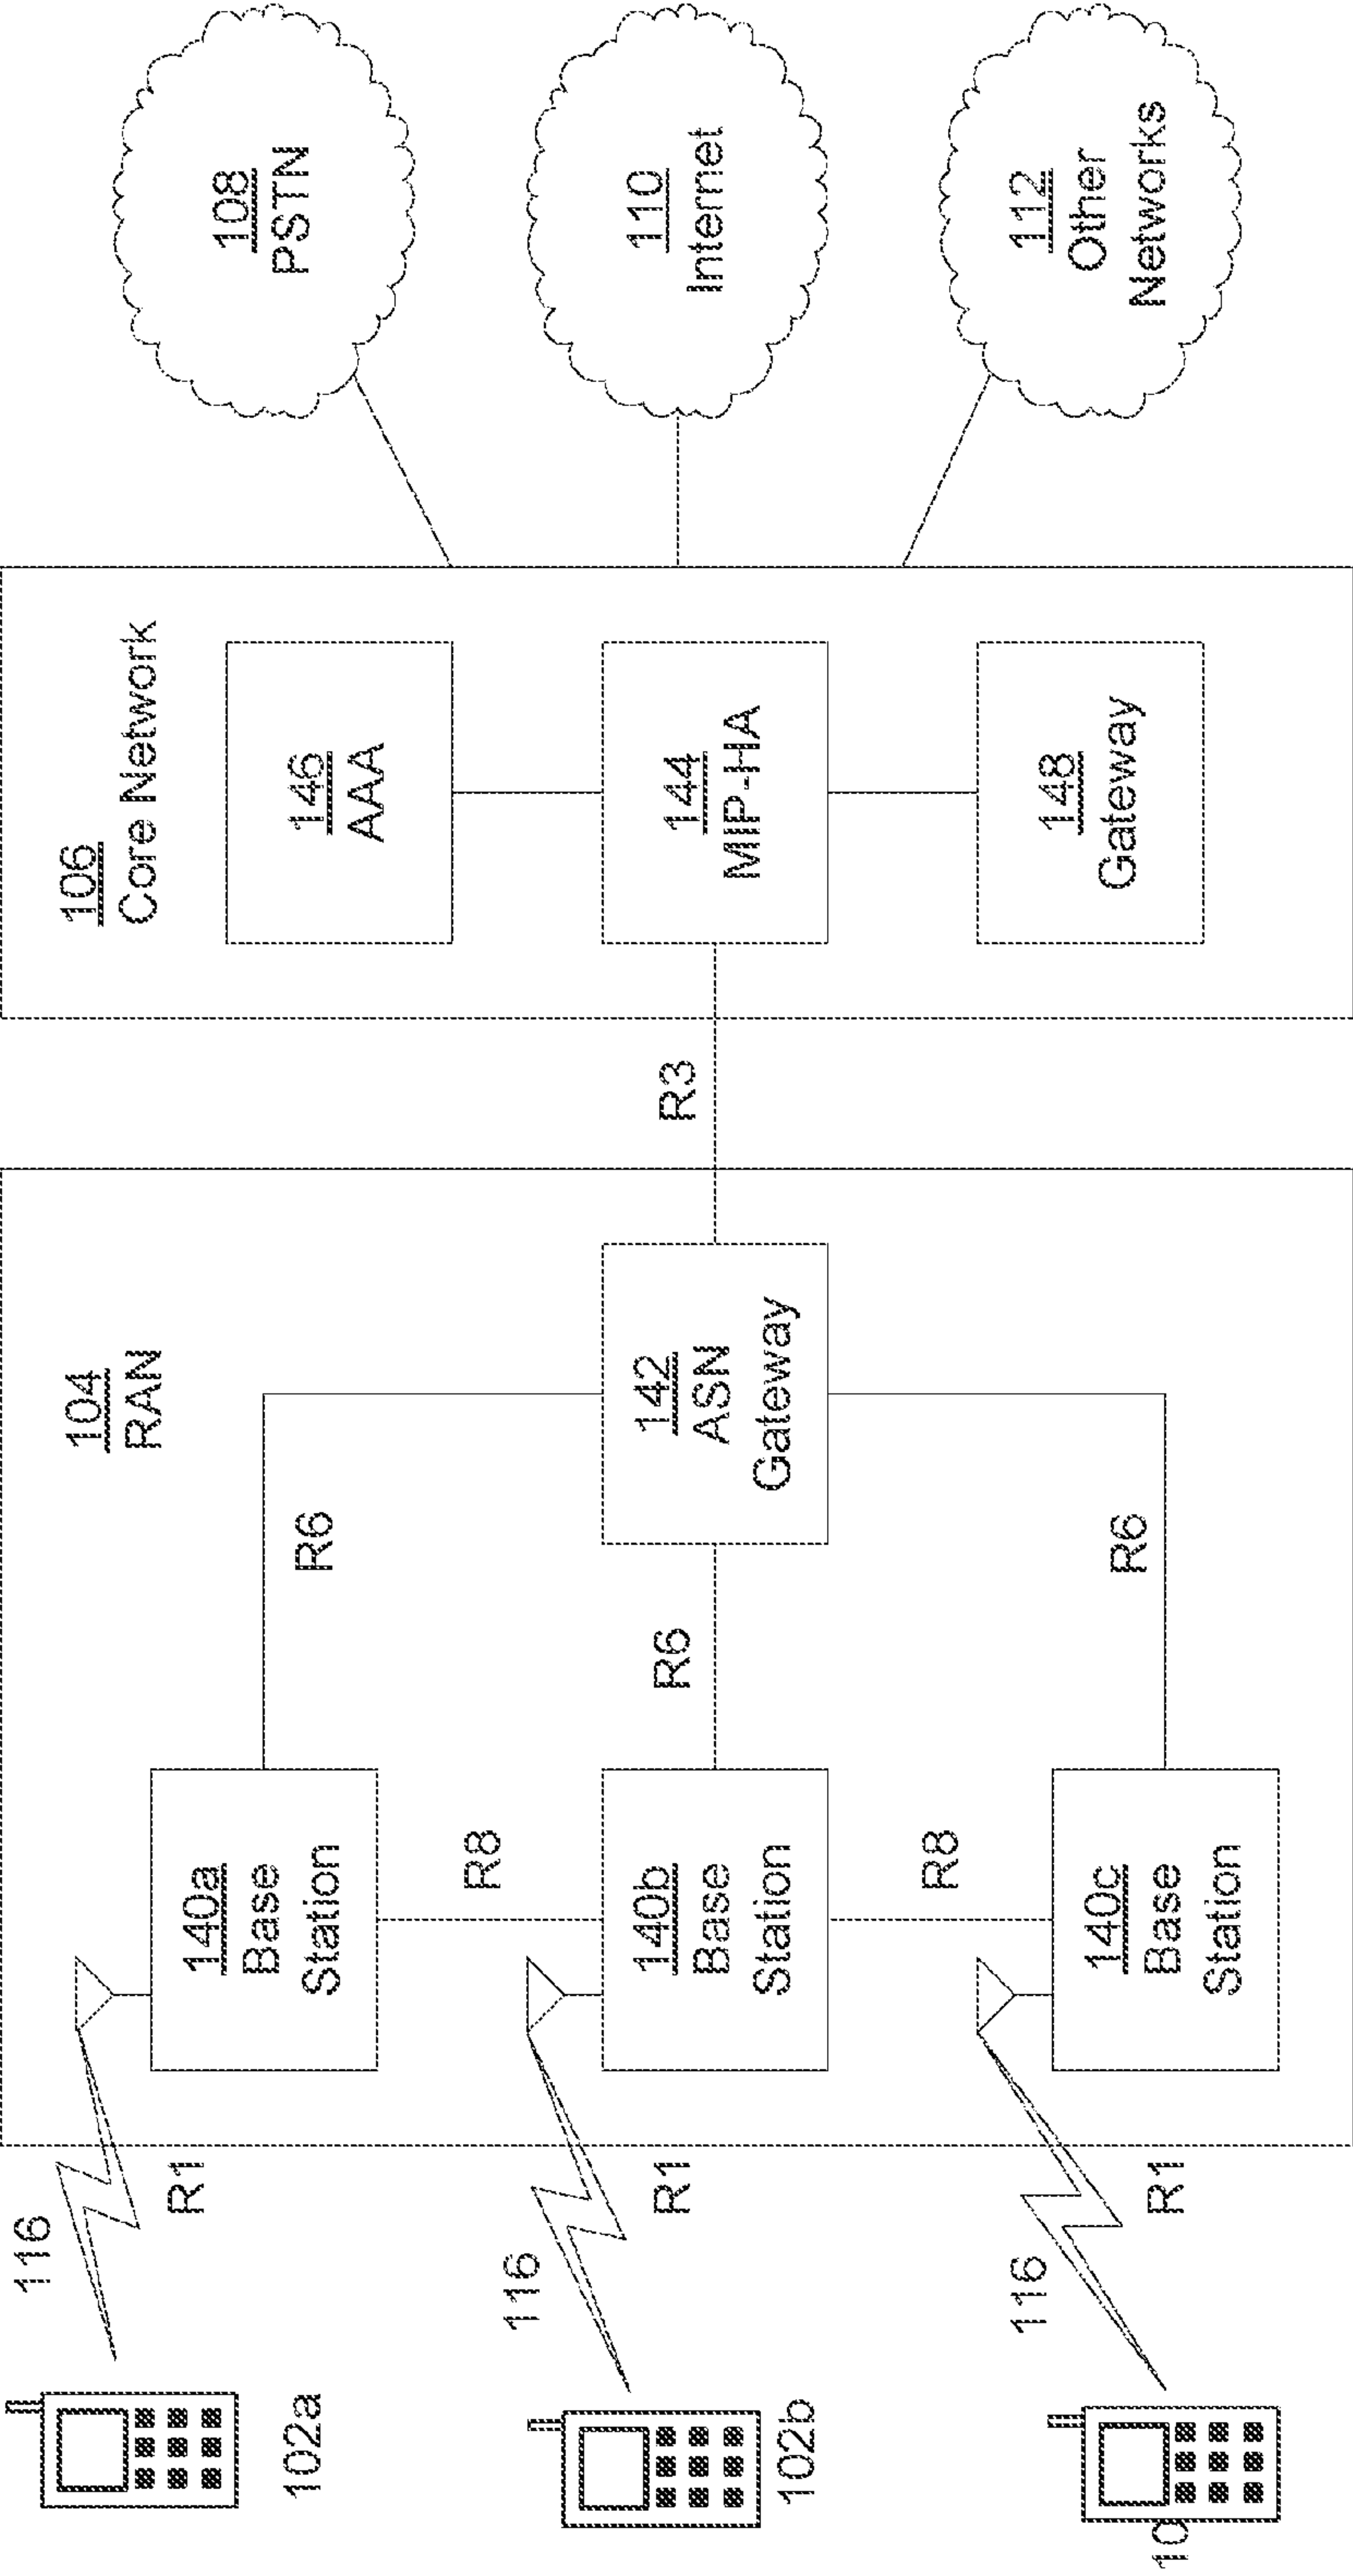 102a
102b
10
116
116
116
R1
R1
R1
104
RAN
140a
Base
Station
140b
Base
Station
140c
Base
Station
R8
R8
R6
R6
R6
142
ASN
Gateway
R3
106
Core Network
146
AAA
144
MIP-HA
148
Gateway
108
PSTN
110
Internet
112
Other
Networks